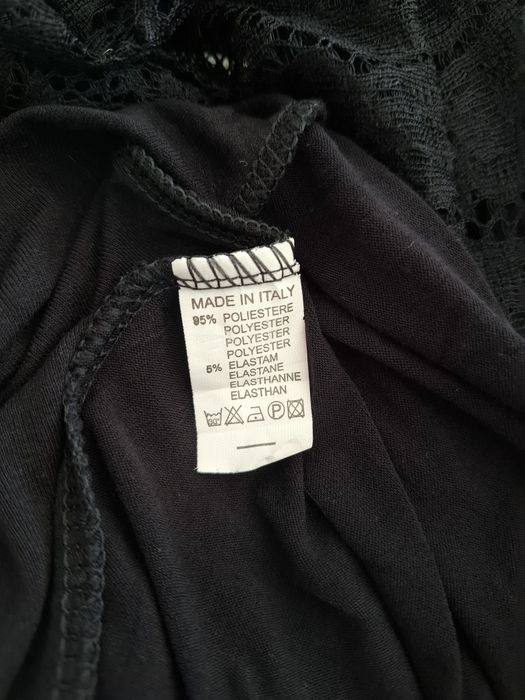 MADE IN ITALY
95% POLIESTERE
POLYESTER
POLYESTER
POLYESTER
5% ELASTAM
ELASTANE
ELASTHANNE
ELASTHAN
P